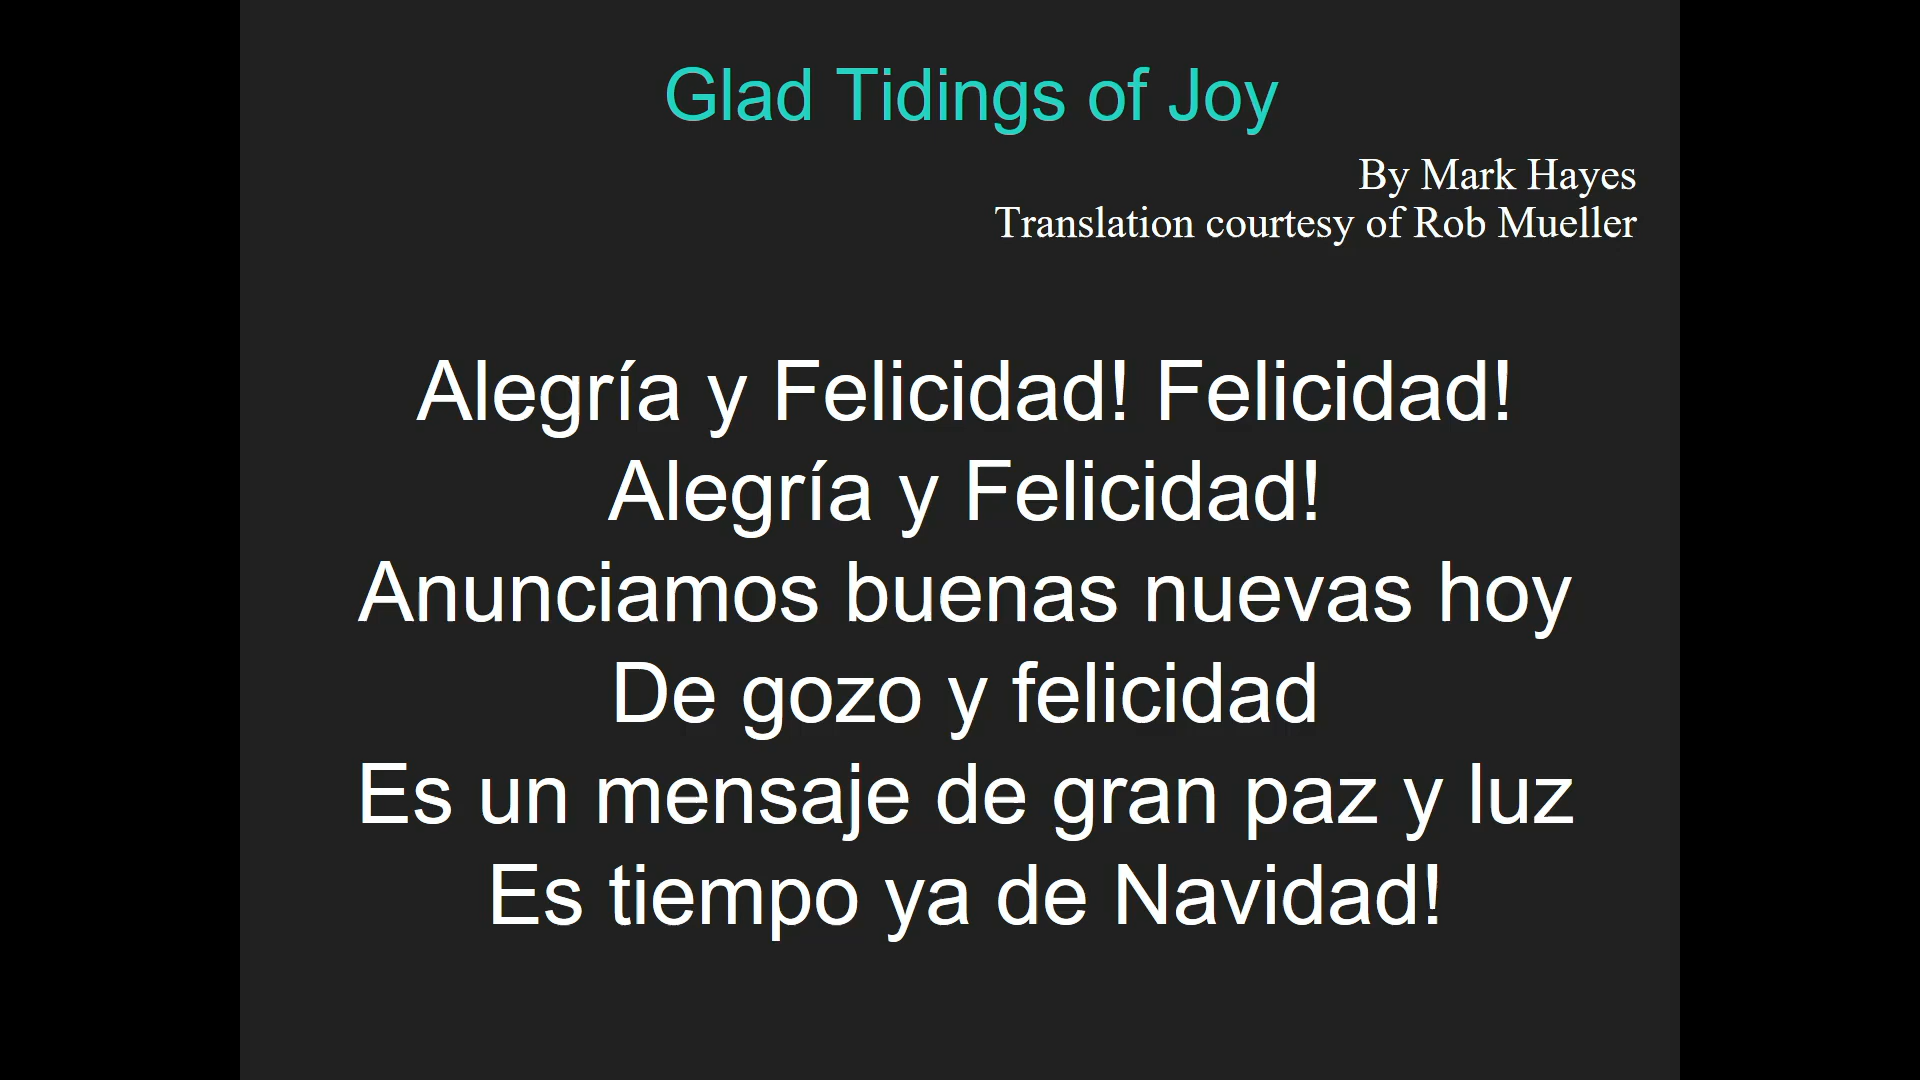 Glad Tidings of Joy
By Mark Hayes
Translation courtesy of Rob Mueller
Alegría y Felicidad! Felicidad!
Alegría y Felicidad!
Anunciamos buenas nuevas hoy
De gozo y felicidad
Es un mensaje de gran paz y luz
Es tiempo ya de Navidad!